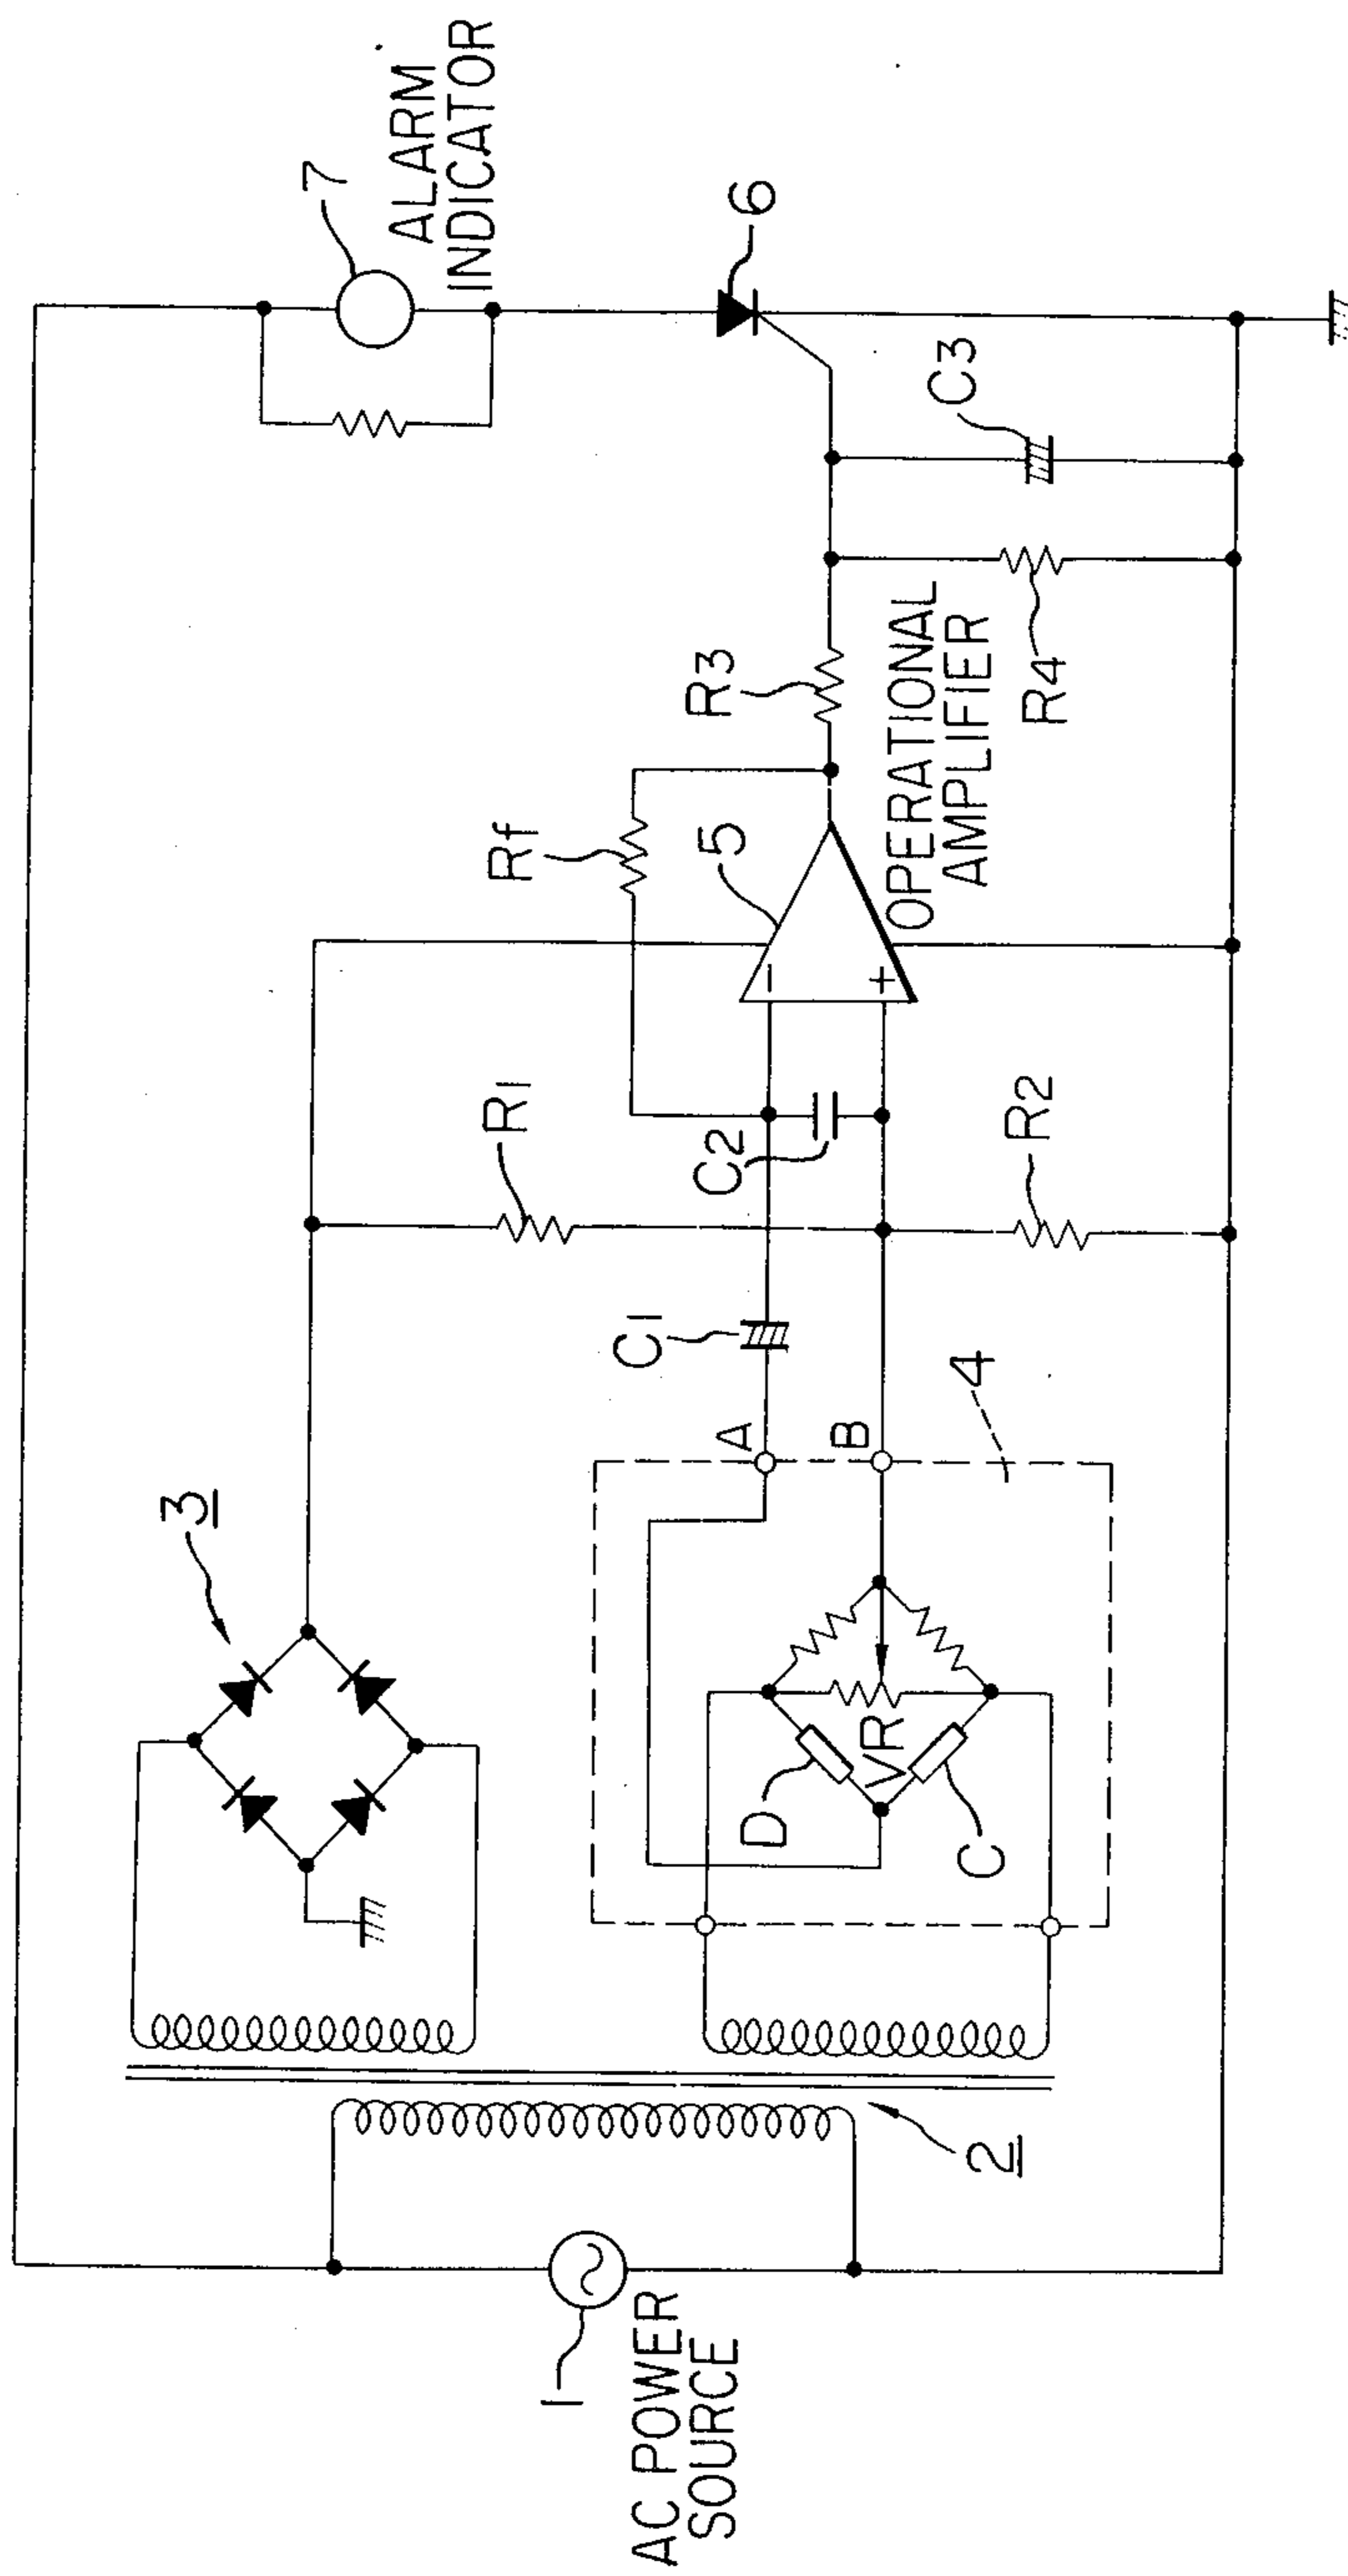 AC POWER
SOURCE
1
2
3
4
D
VR
C
A
B
C1
C2
R1
R2
Rf
5
OPERATIONAL
AMPLIFIER
R3
R4
C3
6
7
ALARM
INDICATOR
−
+